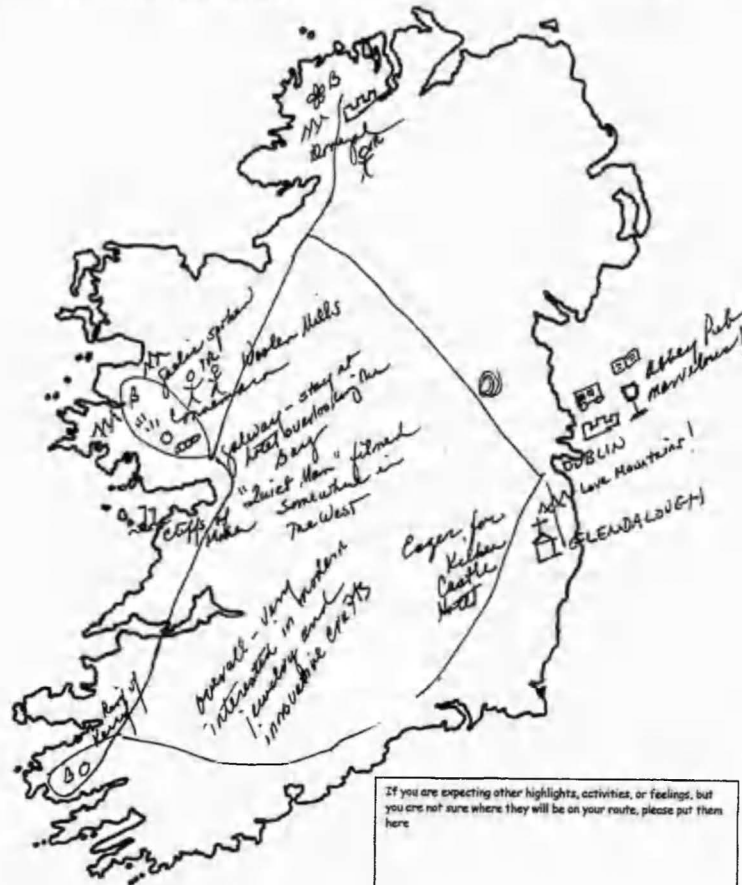 B
Donegal
Gaelic spoken
Woolen Mills
B
Connemara
Galway - stay at
hotel overlooking the
Bay
"Quiet Man" filmed
somewhere in
The West
Cliffs of
Moher
Abbey Pub
marvelous!
DUBLIN
Love Mountains!
GLENDALOUGH
Eager for
Castle
Hotel
Overall - very
interested in modern
jewelry and
innovative crafts
Ring of
Kerry
B
If you are expecting other highlights, activities, or feelings, but
you are not sure where they will be on your route, please put them
here